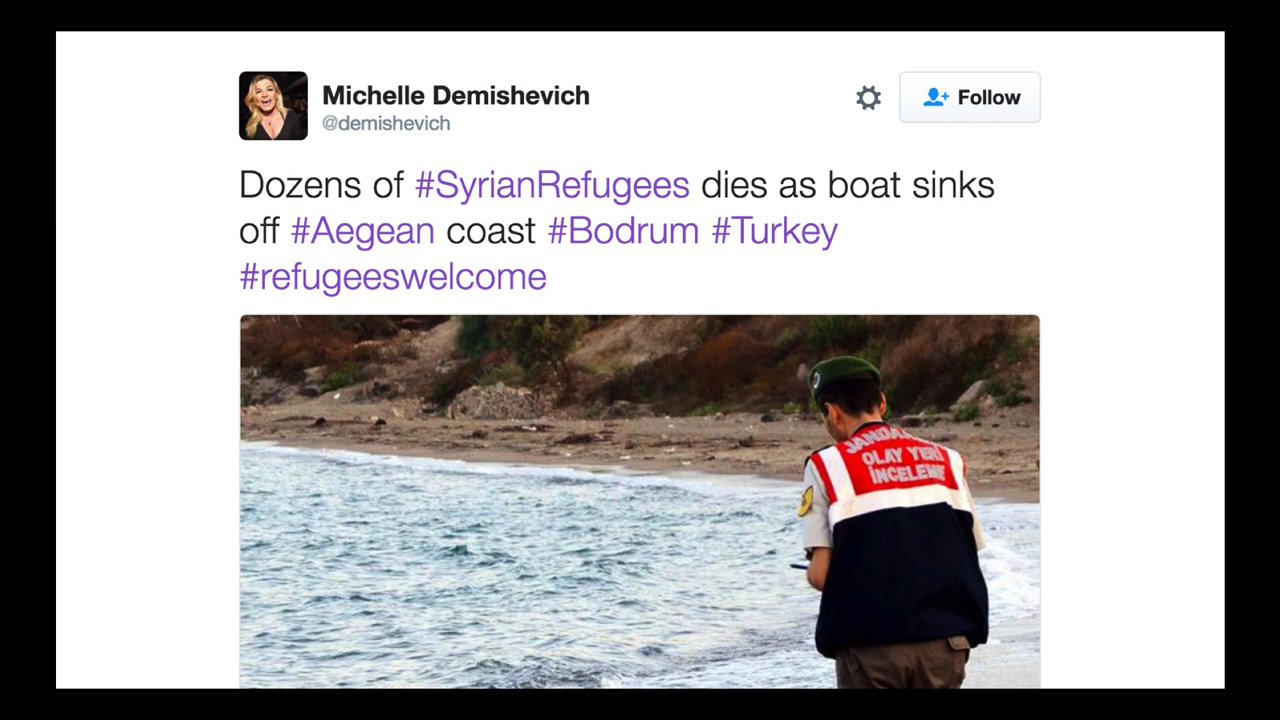 Michelle Demishevich
@demishevich
Follow
Dozens of #SyrianRefugees dies as boat sinks
off #Aegean coast #Bodrum #Turkey
#refugeeswelcome
OLAY YERİ
İNCELEME